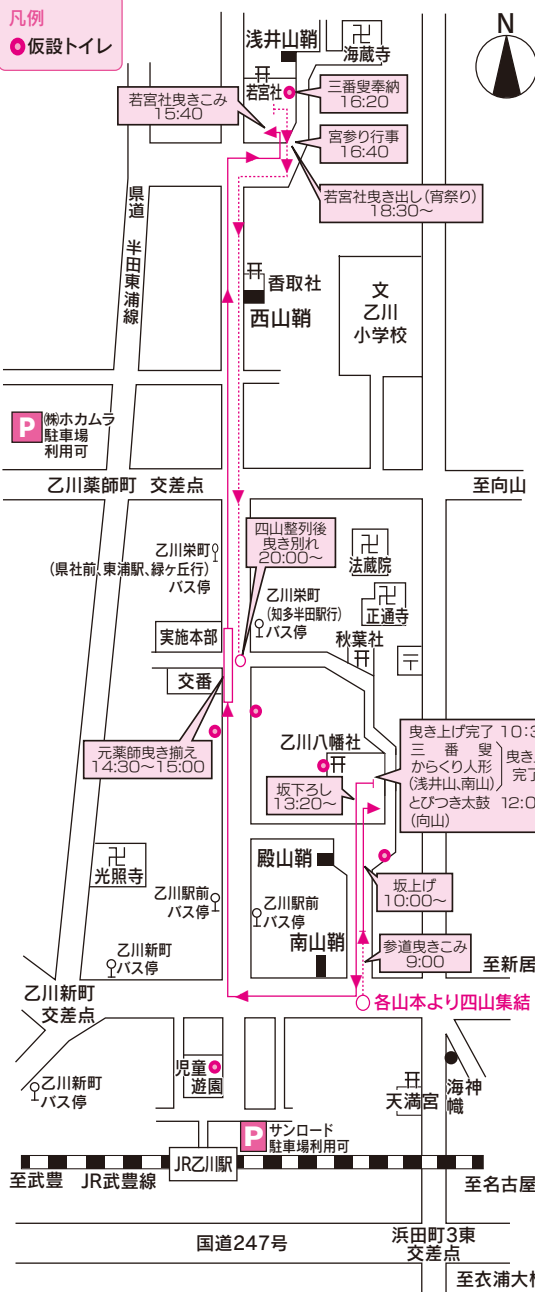 凡例
仮設トイレ
N
浅井山鞘
海蔵寺
若宮社
三番叟奉納
16:20
若宮社曳きこみ
15:40
宮参り行事
16:40
若宮社曳き出し(宵祭り)
18:30～
県道 半田東浦線
香取社
西山鞘
文
乙川
小学校
P
㈱ホカムラ
駐車場
利用可
乙川薬師町 交差点
至向山
四山整列後
曳き別れ
20:00～
乙川栄町
(県社前、東浦駅、緑ヶ丘行)
バス停
法蔵院
乙川栄町
(知多半田駅行)
バス停
正通寺
秋葉社
〒
実施本部
交番
元薬師曳き揃え
14:30～15:00
乙川八幡社
坂下ろし
13:20～
曳き上げ完了 10:3
三番叟
からくり人形
(浅井山、南山)
曳き
完了
とびつき太鼓 12:0
(向山)
殿山鞘
光照寺
坂上げ
10:00～
乙川駅前
バス停
乙川駅前
バス停
南山鞘
参道曳きこみ
9:00
乙川新町
バス停
至新居
乙川新町
交差点
各山本より四山集結
児童
遊園
乙川新町
バス停
天満宮
海神
幟
P
サンロード
駐車場利用可
JR乙川駅
至武豊
JR武豊線
至名古屋
国道247号
浜田町3東
交差点
至衣浦大